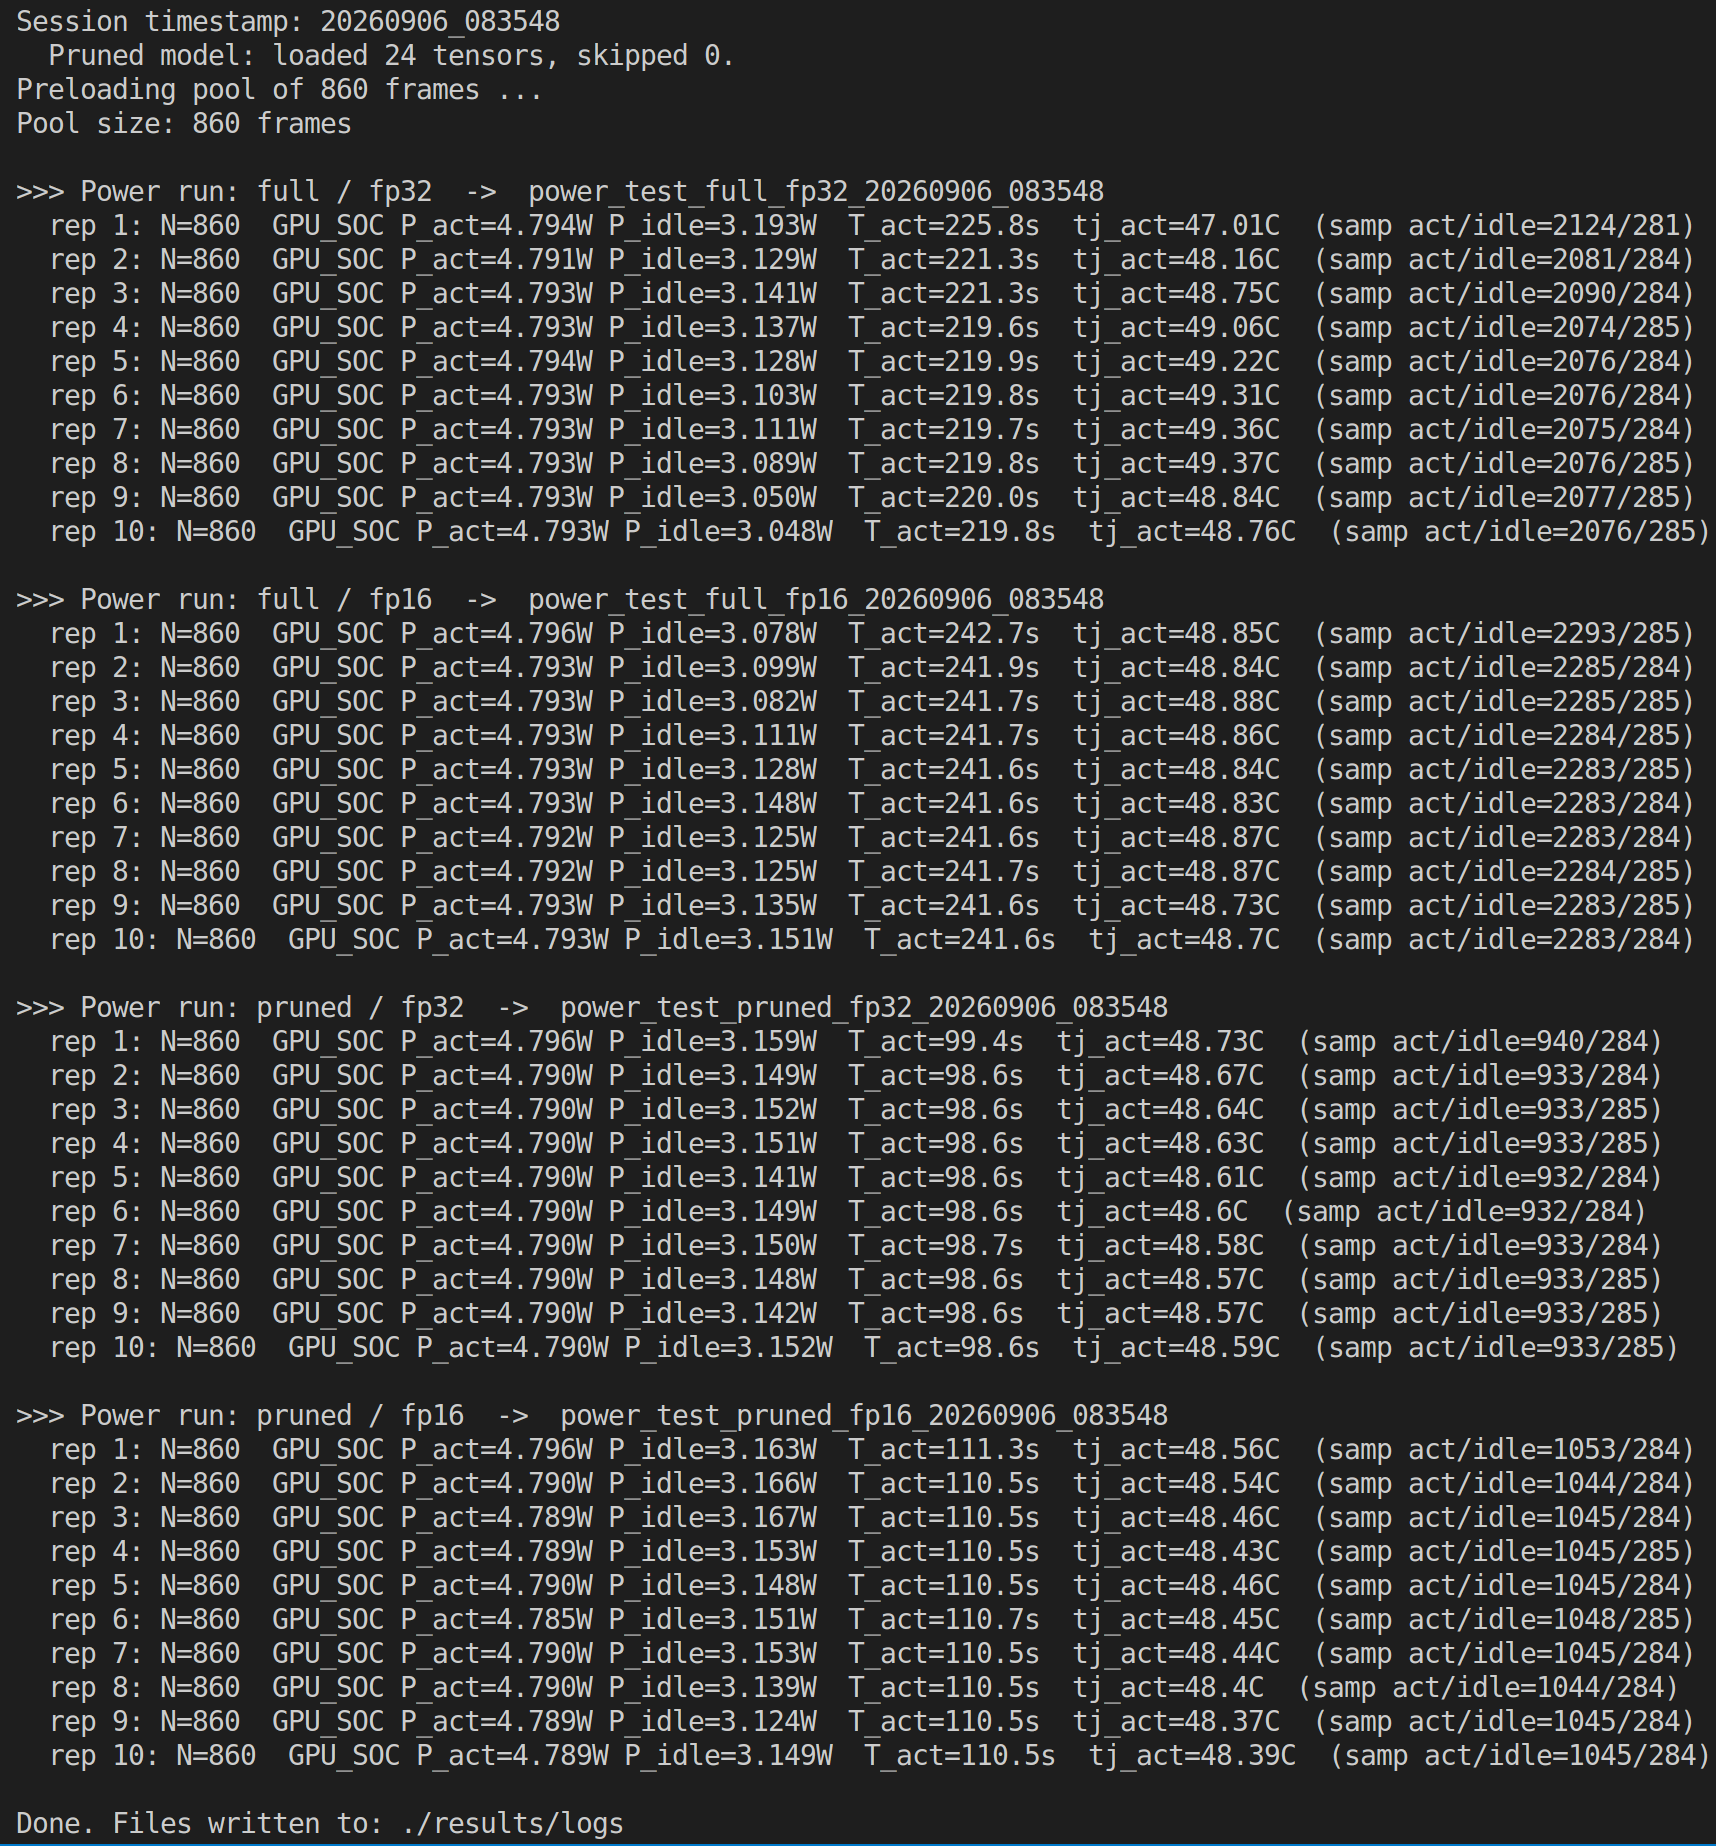 Session timestamp: 20260906_083548
  Pruned model: loaded 24 tensors, skipped 0.
Preloading pool of 860 frames ...
Pool size: 860 frames

>>> Power run: full / fp32  ->  power_test_full_fp32_20260906_083548
  rep 1: N=860  GPU_SOC P_act=4.794W P_idle=3.193W  T_act=225.8s  tj_act=47.01C  (samp act/idle=2124/281)
  rep 2: N=860  GPU_SOC P_act=4.791W P_idle=3.129W  T_act=221.3s  tj_act=48.16C  (samp act/idle=2081/284)
  rep 3: N=860  GPU_SOC P_act=4.793W P_idle=3.141W  T_act=221.3s  tj_act=48.75C  (samp act/idle=2090/284)
  rep 4: N=860  GPU_SOC P_act=4.793W P_idle=3.137W  T_act=219.6s  tj_act=49.06C  (samp act/idle=2074/285)
  rep 5: N=860  GPU_SOC P_act=4.794W P_idle=3.128W  T_act=219.9s  tj_act=49.22C  (samp act/idle=2076/284)
  rep 6: N=860  GPU_SOC P_act=4.793W P_idle=3.103W  T_act=219.8s  tj_act=49.31C  (samp act/idle=2076/284)
  rep 7: N=860  GPU_SOC P_act=4.793W P_idle=3.111W  T_act=219.7s  tj_act=49.36C  (samp act/idle=2075/284)
  rep 8: N=860  GPU_SOC P_act=4.793W P_idle=3.089W  T_act=219.8s  tj_act=49.37C  (samp act/idle=2076/285)
  rep 9: N=860  GPU_SOC P_act=4.793W P_idle=3.050W  T_act=220.0s  tj_act=48.84C  (samp act/idle=2077/285)
  rep 10: N=860  GPU_SOC P_act=4.793W P_idle=3.048W  T_act=219.8s  tj_act=48.76C  (samp act/idle=2076/285)

>>> Power run: full / fp16  ->  power_test_full_fp16_20260906_083548
  rep 1: N=860  GPU_SOC P_act=4.796W P_idle=3.078W  T_act=242.7s  tj_act=48.85C  (samp act/idle=2293/285)
  rep 2: N=860  GPU_SOC P_act=4.793W P_idle=3.099W  T_act=241.9s  tj_act=48.84C  (samp act/idle=2285/284)
  rep 3: N=860  GPU_SOC P_act=4.793W P_idle=3.082W  T_act=241.7s  tj_act=48.88C  (samp act/idle=2285/285)
  rep 4: N=860  GPU_SOC P_act=4.793W P_idle=3.111W  T_act=241.7s  tj_act=48.86C  (samp act/idle=2284/285)
  rep 5: N=860  GPU_SOC P_act=4.793W P_idle=3.128W  T_act=241.6s  tj_act=48.84C  (samp act/idle=2283/285)
  rep 6: N=860  GPU_SOC P_act=4.793W P_idle=3.148W  T_act=241.6s  tj_act=48.83C  (samp act/idle=2283/284)
  rep 7: N=860  GPU_SOC P_act=4.792W P_idle=3.125W  T_act=241.6s  tj_act=48.87C  (samp act/idle=2283/284)
  rep 8: N=860  GPU_SOC P_act=4.792W P_idle=3.125W  T_act=241.7s  tj_act=48.87C  (samp act/idle=2284/285)
  rep 9: N=860  GPU_SOC P_act=4.793W P_idle=3.135W  T_act=241.6s  tj_act=48.73C  (samp act/idle=2283/285)
  rep 10: N=860  GPU_SOC P_act=4.793W P_idle=3.151W  T_act=241.6s  tj_act=48.7C  (samp act/idle=2283/284)

>>> Power run: pruned / fp32  ->  power_test_pruned_fp32_20260906_083548
  rep 1: N=860  GPU_SOC P_act=4.796W P_idle=3.159W  T_act=99.4s  tj_act=48.73C  (samp act/idle=940/284)
  rep 2: N=860  GPU_SOC P_act=4.790W P_idle=3.149W  T_act=98.6s  tj_act=48.67C  (samp act/idle=933/284)
  rep 3: N=860  GPU_SOC P_act=4.790W P_idle=3.152W  T_act=98.6s  tj_act=48.64C  (samp act/idle=933/285)
  rep 4: N=860  GPU_SOC P_act=4.790W P_idle=3.151W  T_act=98.6s  tj_act=48.63C  (samp act/idle=933/285)
  rep 5: N=860  GPU_SOC P_act=4.790W P_idle=3.141W  T_act=98.6s  tj_act=48.61C  (samp act/idle=932/284)
  rep 6: N=860  GPU_SOC P_act=4.790W P_idle=3.149W  T_act=98.6s  tj_act=48.6C  (samp act/idle=932/284)
  rep 7: N=860  GPU_SOC P_act=4.790W P_idle=3.150W  T_act=98.7s  tj_act=48.58C  (samp act/idle=933/284)
  rep 8: N=860  GPU_SOC P_act=4.790W P_idle=3.148W  T_act=98.6s  tj_act=48.57C  (samp act/idle=933/285)
  rep 9: N=860  GPU_SOC P_act=4.790W P_idle=3.142W  T_act=98.6s  tj_act=48.57C  (samp act/idle=933/285)
  rep 10: N=860  GPU_SOC P_act=4.790W P_idle=3.152W  T_act=98.6s  tj_act=48.59C  (samp act/idle=933/285)

>>> Power run: pruned / fp16  ->  power_test_pruned_fp16_20260906_083548
  rep 1: N=860  GPU_SOC P_act=4.796W P_idle=3.163W  T_act=111.3s  tj_act=48.56C  (samp act/idle=1053/284)
  rep 2: N=860  GPU_SOC P_act=4.790W P_idle=3.166W  T_act=110.5s  tj_act=48.54C  (samp act/idle=1044/284)
  rep 3: N=860  GPU_SOC P_act=4.789W P_idle=3.167W  T_act=110.5s  tj_act=48.46C  (samp act/idle=1045/284)
  rep 4: N=860  GPU_SOC P_act=4.789W P_idle=3.153W  T_act=110.5s  tj_act=48.43C  (samp act/idle=1045/285)
  rep 5: N=860  GPU_SOC P_act=4.790W P_idle=3.148W  T_act=110.5s  tj_act=48.46C  (samp act/idle=1045/284)
  rep 6: N=860  GPU_SOC P_act=4.785W P_idle=3.151W  T_act=110.7s  tj_act=48.45C  (samp act/idle=1048/285)
  rep 7: N=860  GPU_SOC P_act=4.790W P_idle=3.153W  T_act=110.5s  tj_act=48.44C  (samp act/idle=1045/284)
  rep 8: N=860  GPU_SOC P_act=4.790W P_idle=3.139W  T_act=110.5s  tj_act=48.4C  (samp act/idle=1044/284)
  rep 9: N=860  GPU_SOC P_act=4.789W P_idle=3.124W  T_act=110.5s  tj_act=48.37C  (samp act/idle=1045/284)
  rep 10: N=860  GPU_SOC P_act=4.789W P_idle=3.149W  T_act=110.5s  tj_act=48.39C  (samp act/idle=1045/284)

Done. Files written to: ./results/logs